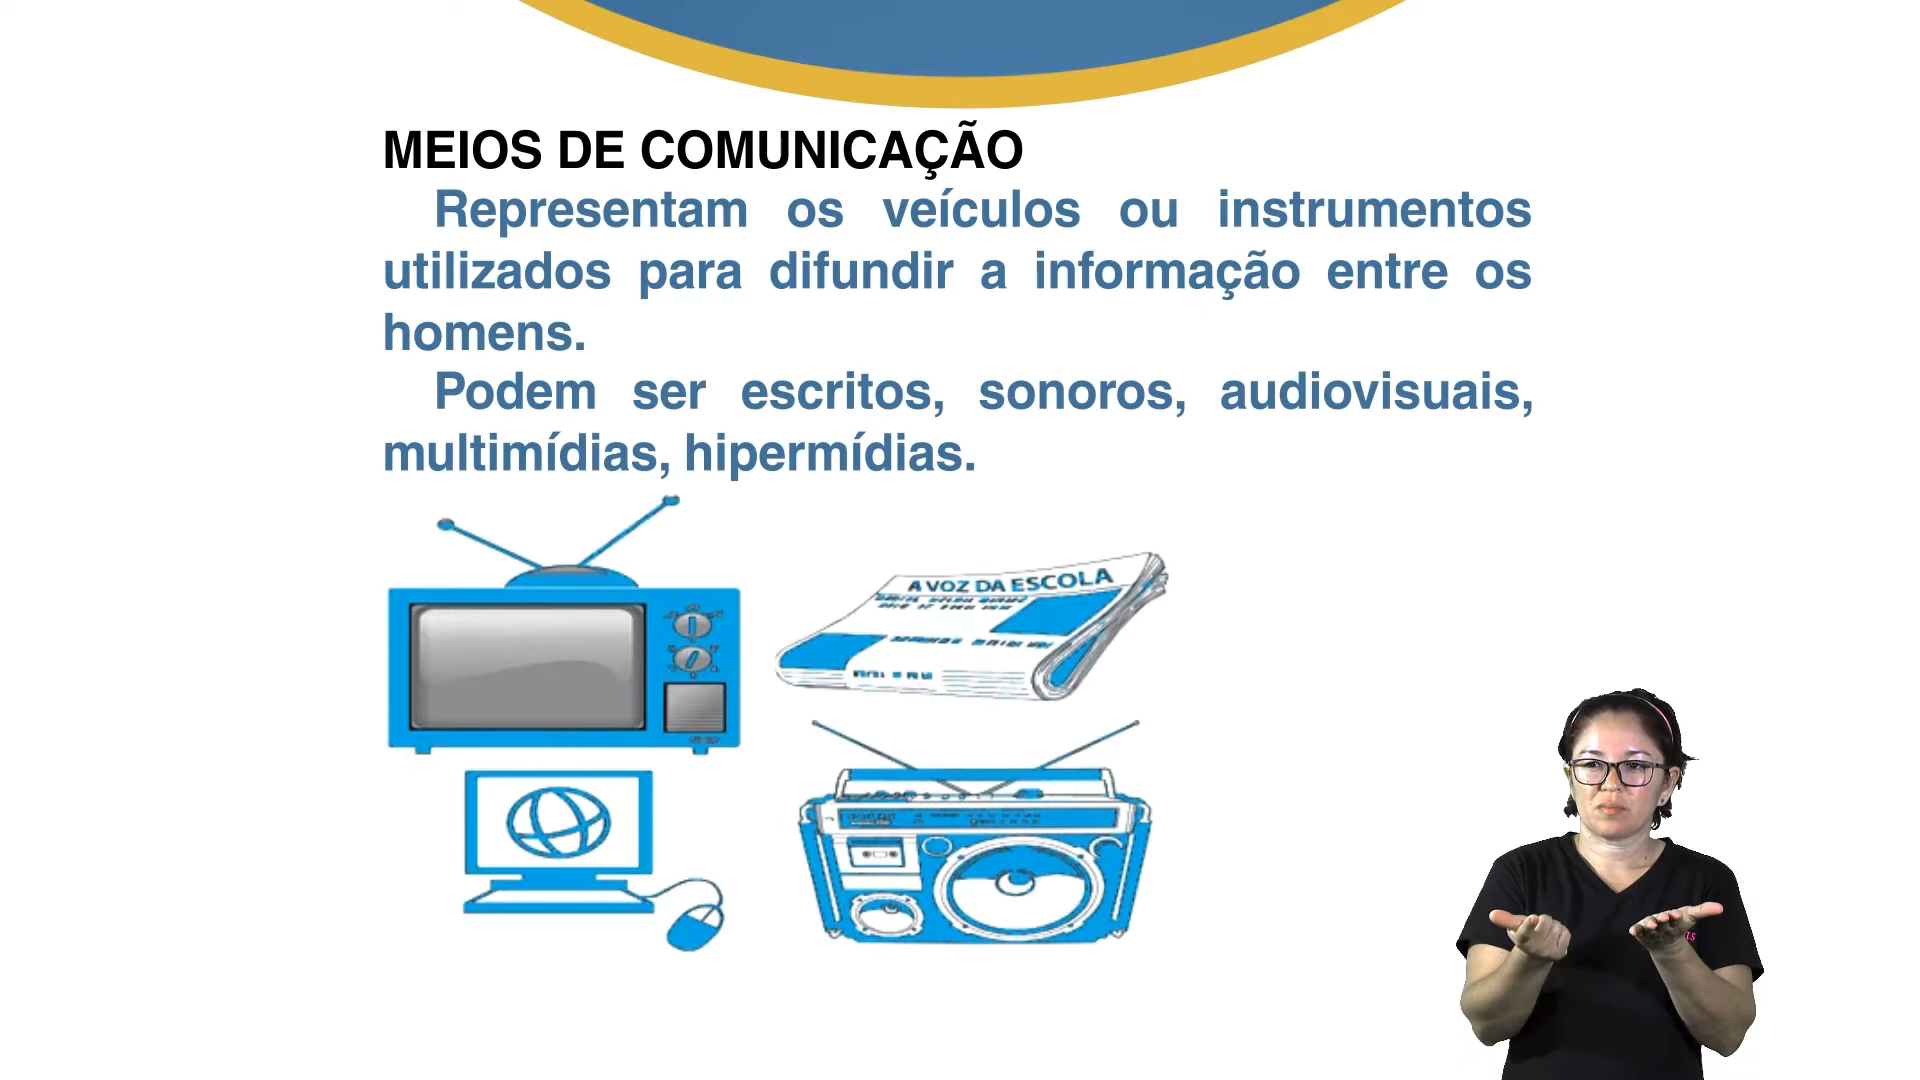 MEIOS DE COMUNICAÇÃO
Representam os veículos ou instrumentos
utilizados para difundir a informação entre os
homens.
Podem ser escritos, sonoros, audiovisuais,
multimídias, hipermídias.
A VOZ DA ESCOLA